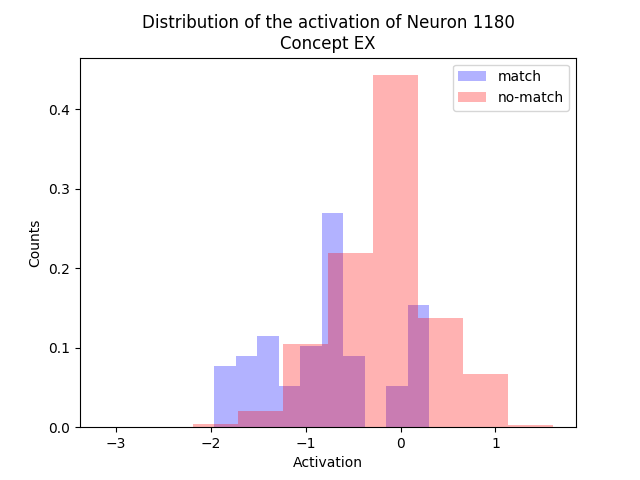 Distribution of the activation of Neuron 1180
Concept EX
match
no-match
0.4
0.3
0.2
0.1
0.0
Counts
−3
−2
−1
0
1
Activation